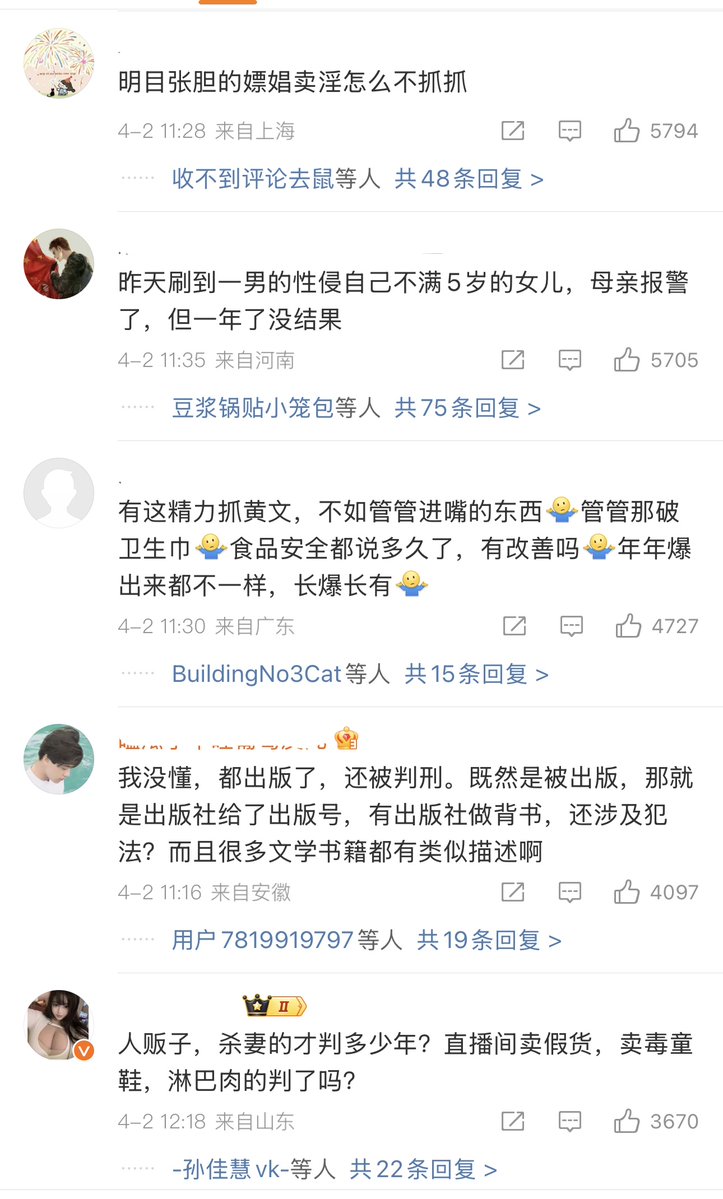 明目张胆的嫖娼卖淫怎么不抓抓
4-2 11:28 来自上海
5794
收不到评论去鼠等人 共48条回复 >
昨天刷到一男的性侵自己不满5岁的女儿，母亲报警
了，但一年了没结果
4-2 11:35 来自河南
5705
豆浆锅贴小笼包等人 共75条回复 >
有这精力抓黄文，不如管管进嘴的东西🤷管管那破
卫生巾🤷食品安全都说多久了，有改善吗🤷年年爆
出来都不一样，长爆长有🤷
4-2 11:30 来自广东
4727
BuildingNo3Cat等人 共15条回复 >
我没懂，都出版了，还被判刑。既然是被出版，那就
是出版社给了出版号，有出版社做背书，还涉及犯
法？而且很多文学书籍都有类似描述啊
4-2 11:16 来自安徽
4097
用户7819919797等人 共19条回复 >
II
人贩子，杀妻的才判多少年？直播间卖假货，卖毒童
鞋，淋巴肉的判了吗？
4-2 12:18 来自山东
3670
-孙佳慧vk-等人 共22条回复 >